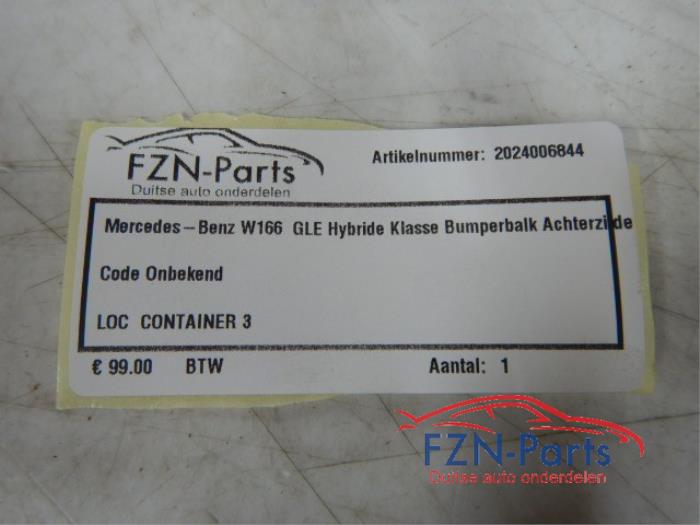 FZN-Parts
Duitse auto onderdelen
Artikelnummer: 2024006844
Mercedes-Benz W166 GLE Hybride Klasse Bumperbalk Achterzijde
Code Onbekend
LOC CONTAINER 3
€ 99.00 BTW Aantal: 1
FZN-Parts
Duitse auto onderdelen